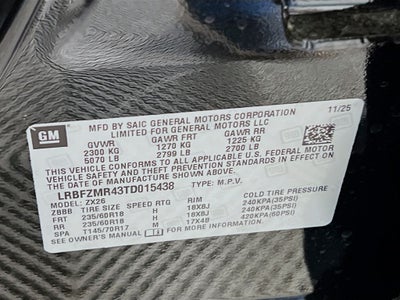 GM
MFD BY SAIC GENERAL MOTORS CORPORATION 11/25
LIMITED FOR GENERAL MOTORS LLC
GVWR GAWR FRT GAWR RR
2300 KG 1270 KG 1225 KG
5070 LB 2799 LB 2700 LB
THIS VEHICLE CONFORMS TO ALL APPLICABLE U.S. FEDERAL MOTOR
VEHICLE SAFETY AND THEFT PREVENTION STANDARDS IN EFFECT
ON THE DATE OF MANUFACTURE SHOWN ABOVE.
LRBFZMR43TD015438 TYPE: M.P.V.
MODEL: ZX26
ZBBB TIRE SIZE SPEED RTG RIM COLD TIRE PRESSURE
FRT 235/60R18 H 18X8J 240KPA(35PSI)
RR 235/60R18 H 18X8J 240KPA(35PSI)
SPA T145/70R17 M 17X4B 420KPA(60PSI)
SEE OWNER'S MANUAL